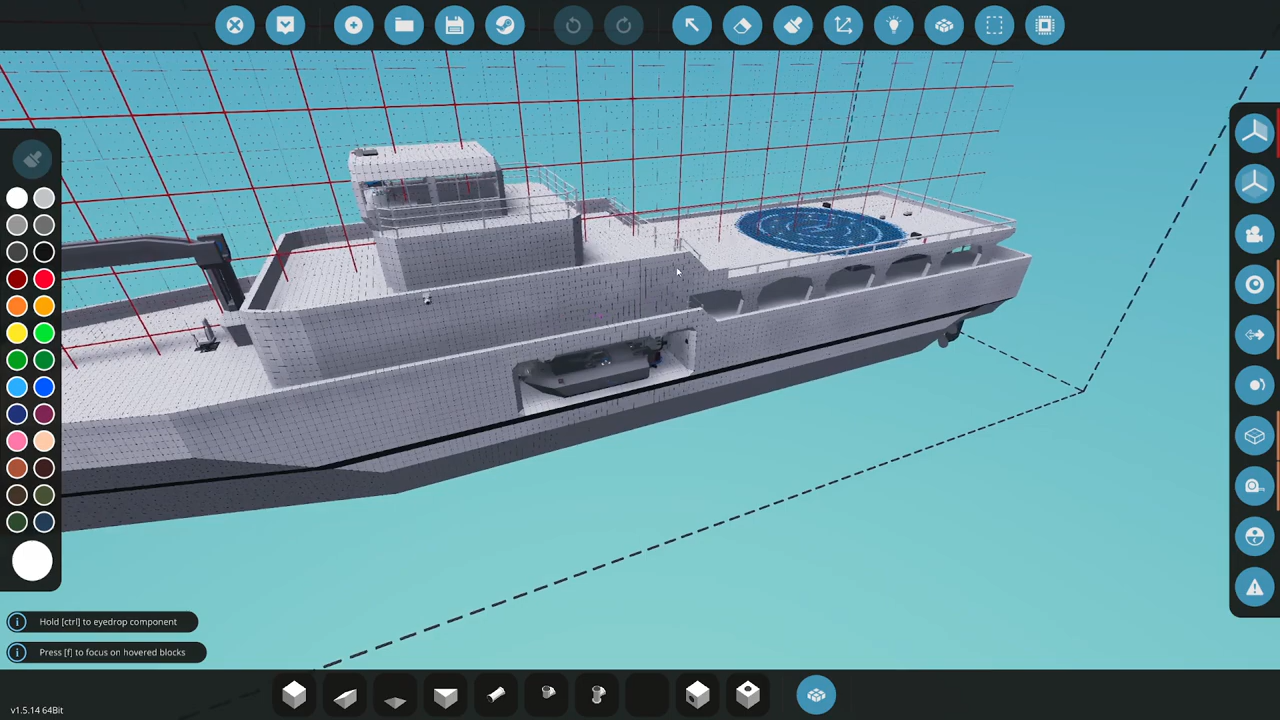 Hold [ctrl] to eyedrop component
Press [f] to focus on hovered blocks
v1.5.14 64Bit